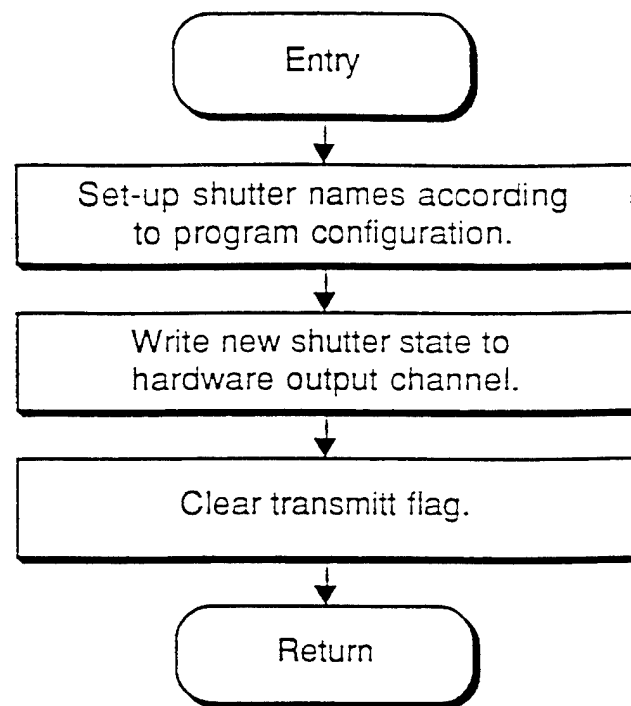 Entry
Set-up shutter names according
to program configuration.
Write new shutter state to
hardware output channel.
Clear transmitt flag.
Return